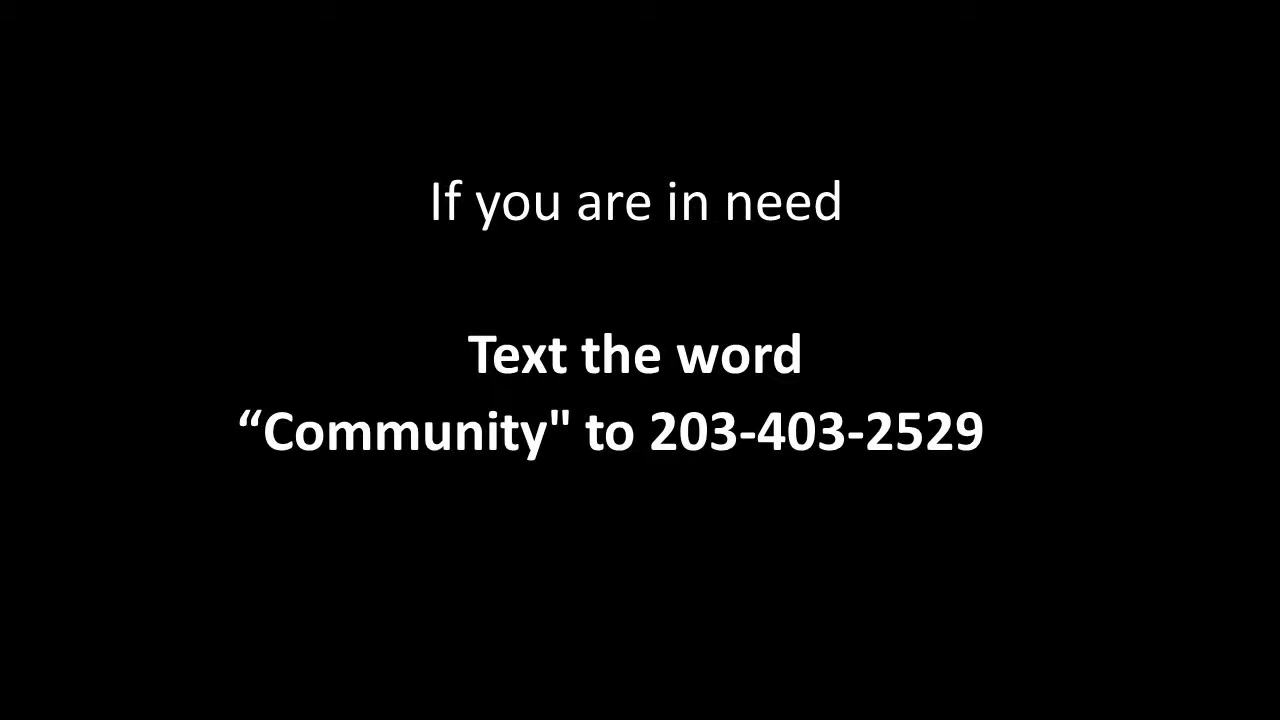 If you are in need
Text the word
“Community" to 203-403-2529